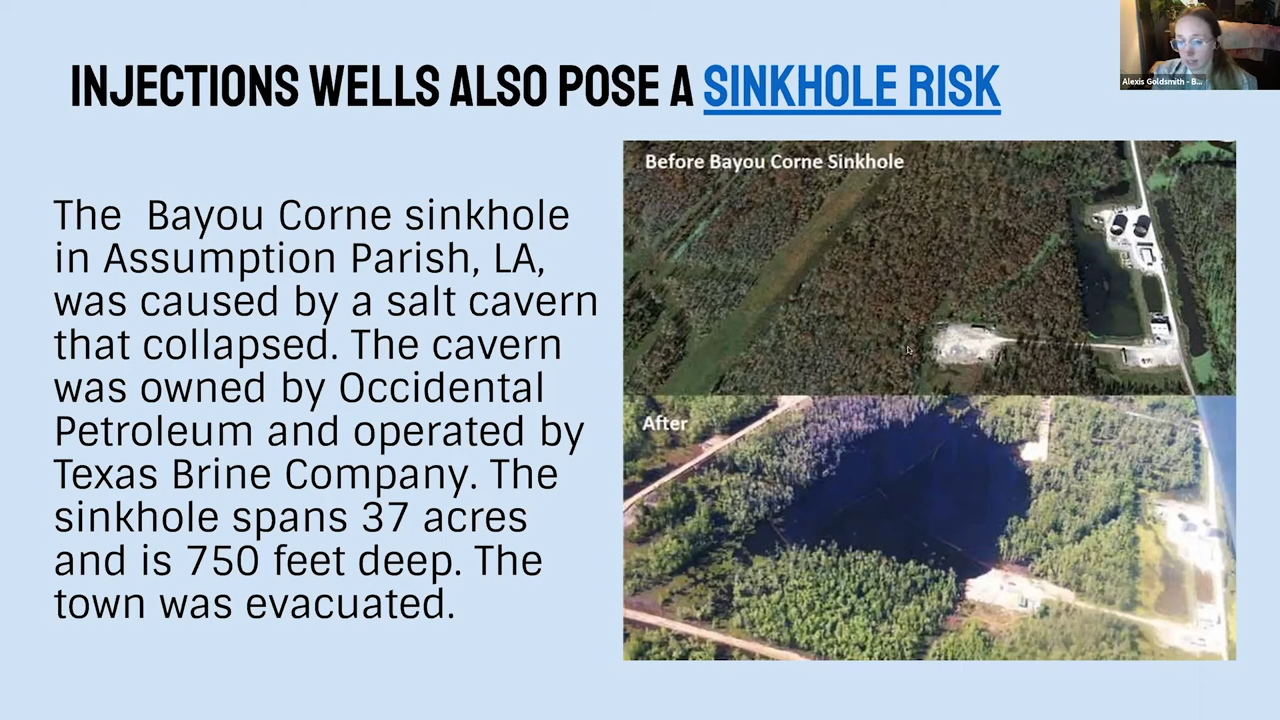 INJECTIONS WELLS ALSO POSE A SINKHOLE RISK
Alexis Goldsmith - B...
Before Bayou Corne Sinkhole
The Bayou Corne sinkhole
in Assumption Parish, LA,
was caused by a salt cavern
that collapsed. The cavern
was owned by Occidental
Petroleum and operated by
Texas Brine Company. The
sinkhole spans 37 acres
and is 750 feet deep. The
town was evacuated.
After